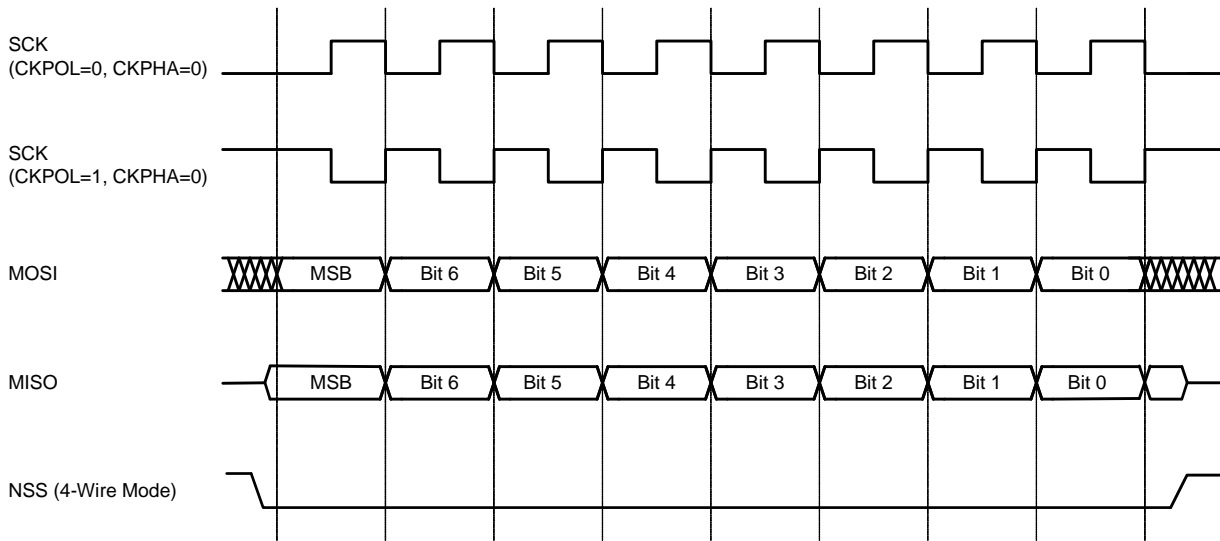 SCK
(CKPOL=0, CKPHA=0)
SCK
(CKPOL=1, CKPHA=0)
MOSI
MSB
Bit 6
Bit 5
Bit 4
Bit 3
Bit 2
Bit 1
Bit 0
MISO
MSB
Bit 6
Bit 5
Bit 4
Bit 3
Bit 2
Bit 1
Bit 0
NSS (4-Wire Mode)